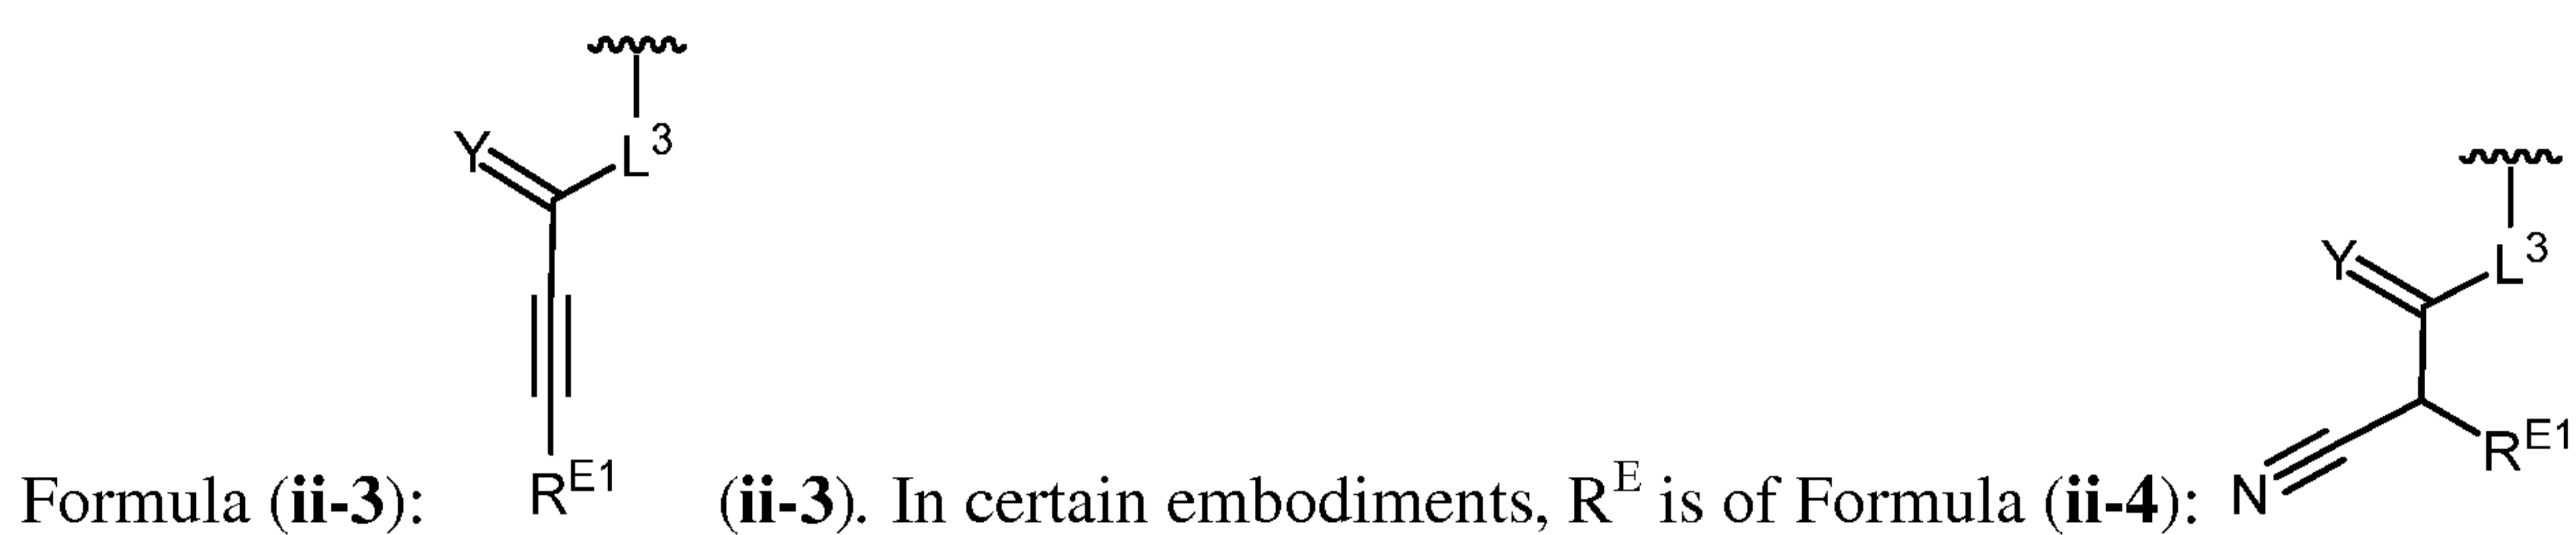 Y
L³
Rᴱ¹
Formula (ii-3): (ii-3). In certain embodiments, Rᴱ is of Formula (ii-4):
Y
L³
N
Rᴱ¹